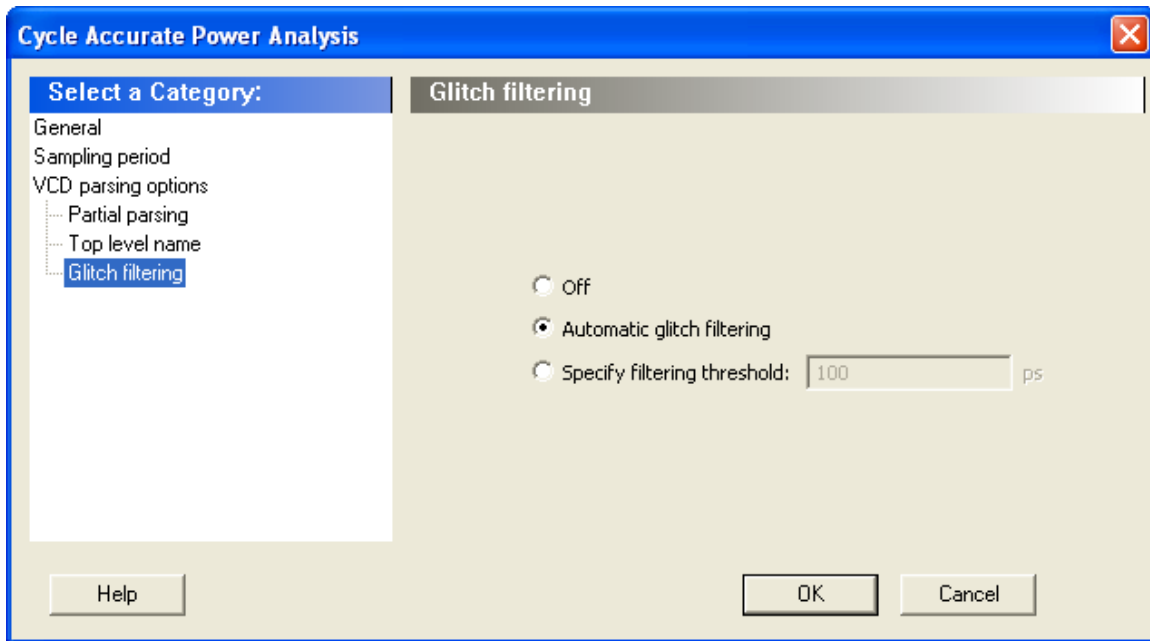 Cycle Accurate Power Analysis
Select a Category:
General
Sampling period
VCD parsing options
Partial parsing
Top level name
Glitch filtering
Glitch filtering
Off
Automatic glitch filtering
Specify filtering threshold: 100 ps
Help
OK
Cancel